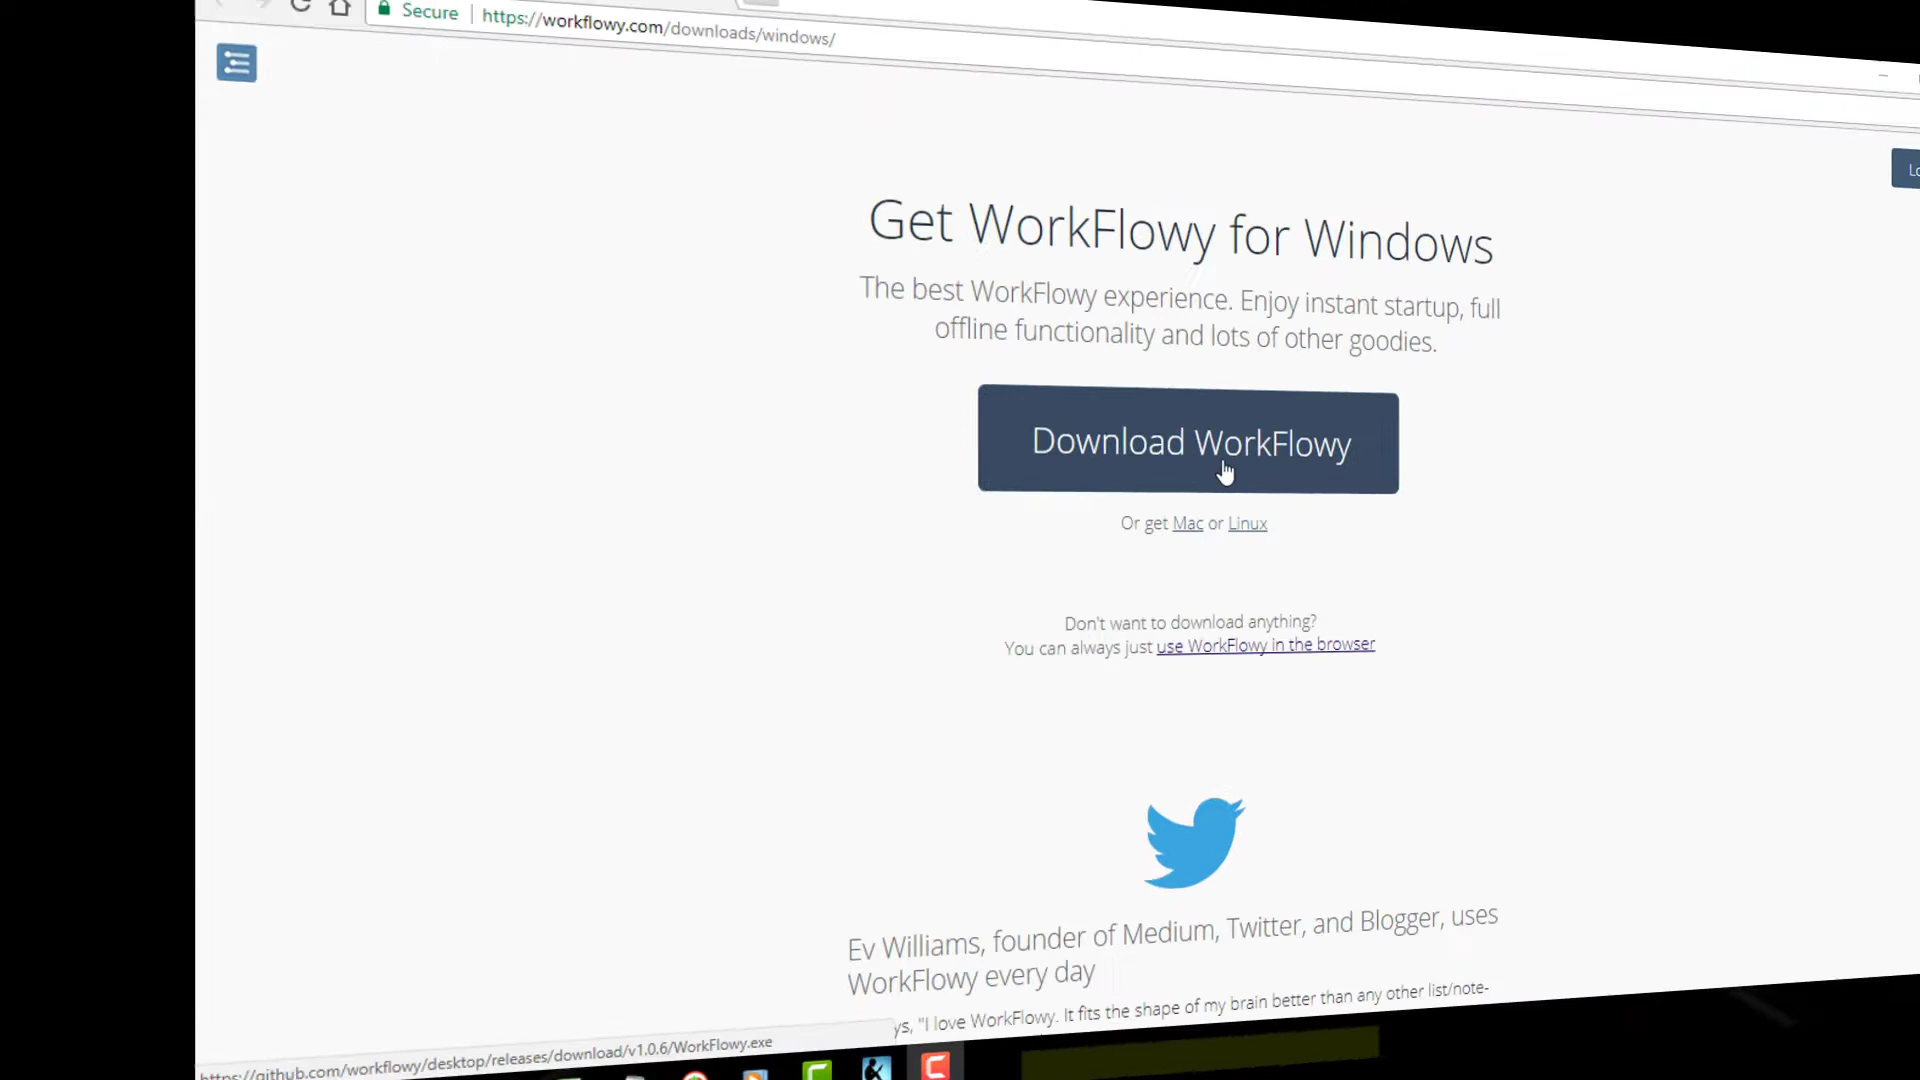 Secure https://workflowy.com/downloads/windows/
Get WorkFlowy for Windows
The best WorkFlowy experience. Enjoy instant startup, full
offline functionality and lots of other goodies.
Download WorkFlowy
Or get Mac or Linux
Don't want to download anything?
You can always just use WorkFlowy in the browser
Ev Williams, founder of Medium, Twitter, and Blogger, uses
WorkFlowy every day
"I love WorkFlowy. It fits the shape of my brain better than any other list/note-
https://github.com/workflowy/desktop/releases/download/v1.0.6/WorkFlowy.exe